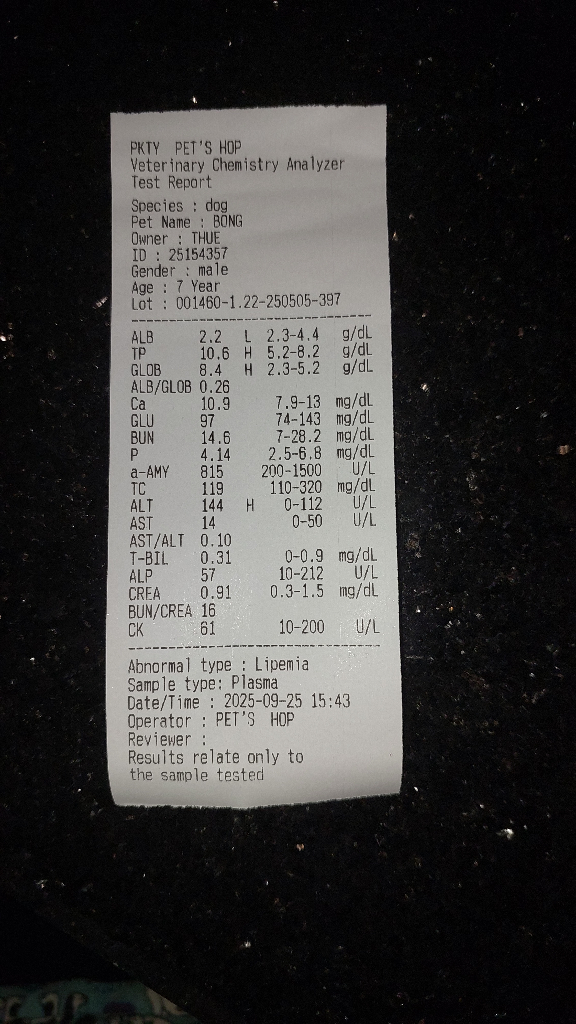 PKTY PET'S HOP
Veterinary Chemistry Analyzer
Test Report
Species : dog
Pet Name : BONG
Owner : THUE
ID : 25154357
Gender : male
Age : 7 Year
Lot : 001460-1.22-250505-397
ALB 2.2 L 2.3-4.4 g/dL
TP 10.6 H 5.2-8.2 g/dL
GLOB 8.4 H 2.3-5.2 g/dL
ALB/GLOB 0.26
Ca 10.9 7.9-13 mg/dL
GLU 97 74-143 mg/dL
BUN 14.6 7-28.2 mg/dL
P 4.14 2.5-6.8 mg/dL
a-AMY 815 200-1500 U/L
TC 119 110-320 mg/dL
ALT 144 H 0-112 U/L
AST 14 0-50 U/L
AST/ALT 0.10
T-BIL 0.31 0-0.9 mg/dL
ALP 57 10-212 U/L
CREA 0.91 0.3-1.5 mg/dL
BUN/CREA 16
CK 61 10-200 U/L
Abnormal type : Lipemia
Sample type: Plasma
Date/Time : 2025-09-25 15:43
Operator : PET'S HOP
Reviewer :
Results relate only to
the sample tested